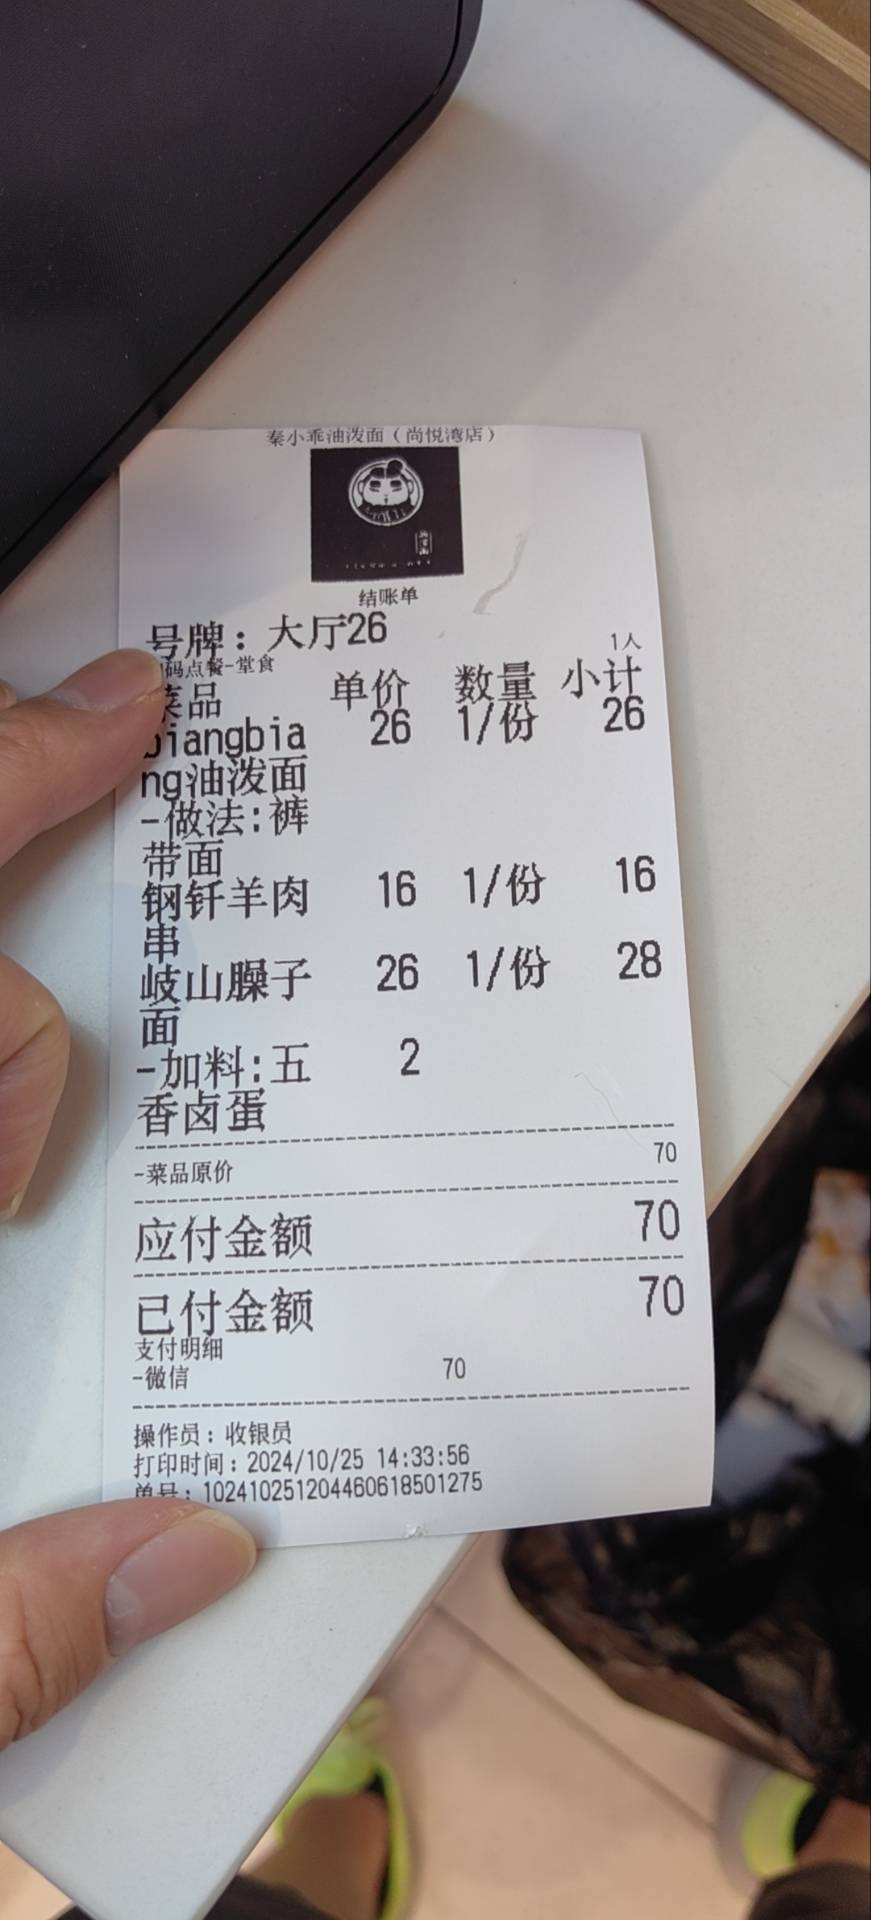 秦小乖油泼面（尚悦湾店）
结账单
号牌：大厅26
1人
码点餐-堂食
菜品 单价 数量 小计
biangbia 26 1/份 26
ng油泼面
-做法:裤
带面
钢钎羊肉 16 1/份 16
串
岐山臊子 26 1/份 28
面
-加料:五 2
香卤蛋
-菜品原价 70
应付金额 70
已付金额 70
支付明细
-微信 70
操作员：收银员
打印时间：2024/10/25 14:33:56
单号：102410251204460618501275